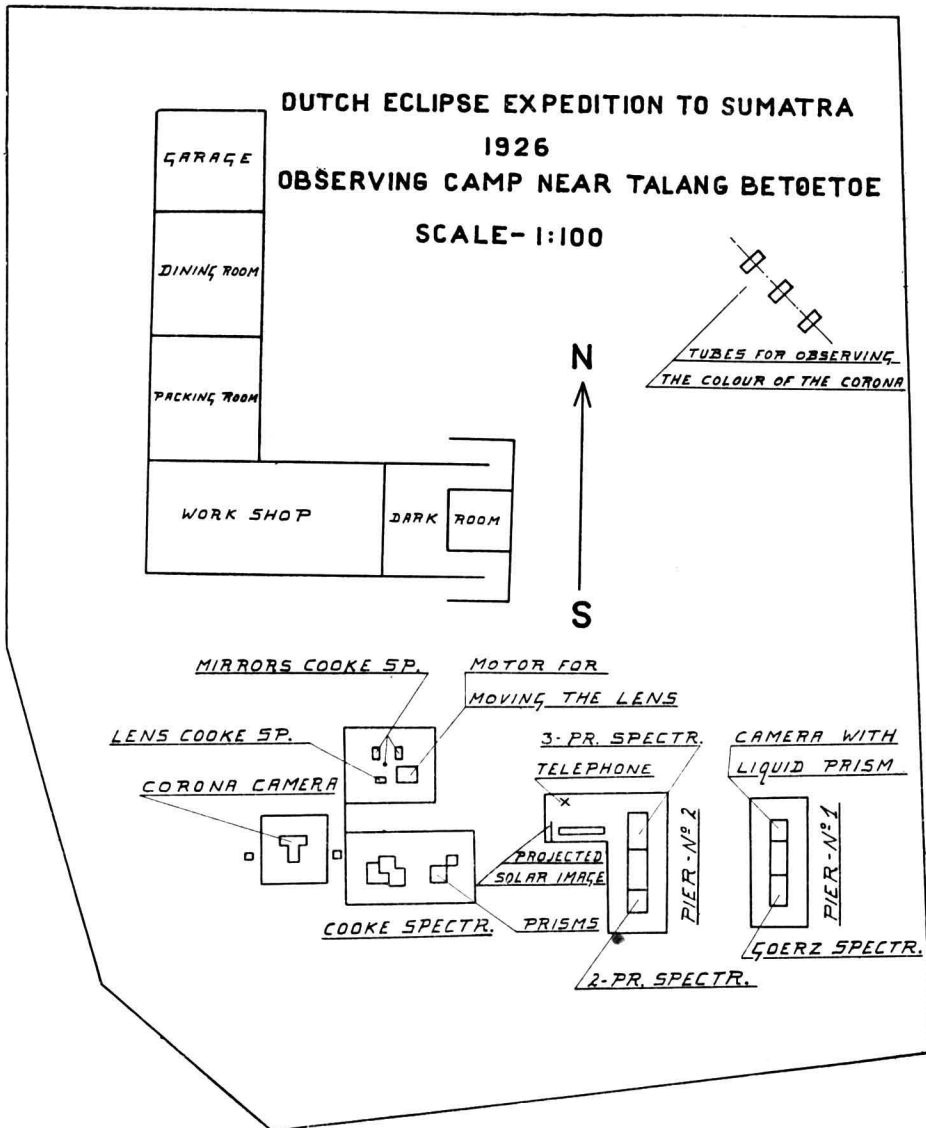 DUTCH ECLIPSE EXPEDITION TO SUMATRA
1926
OBSERVING CAMP NEAR TALANG BETOETOE
SCALE- 1:100
GARAGE
DINING ROOM
PACKING ROOM
WORK SHOP
DARK ROOM
TUBES FOR OBSERVING
THE COLOUR OF THE CORONA
N
S
MIRRORS COOKE SP.
MOTOR FOR
MOVING THE LENS
LENS COOKE SP.
CORONA CAMERA
3-PR. SPECTR.
TELEPHONE
CAMERA WITH
LIQUID PRISM
PROJECTED
SOLAR IMAGE
PIER-Nº 2
PIER-Nº 1
COOKE SPECTR.
PRISMS
2-PR. SPECTR.
GOERZ SPECTR.